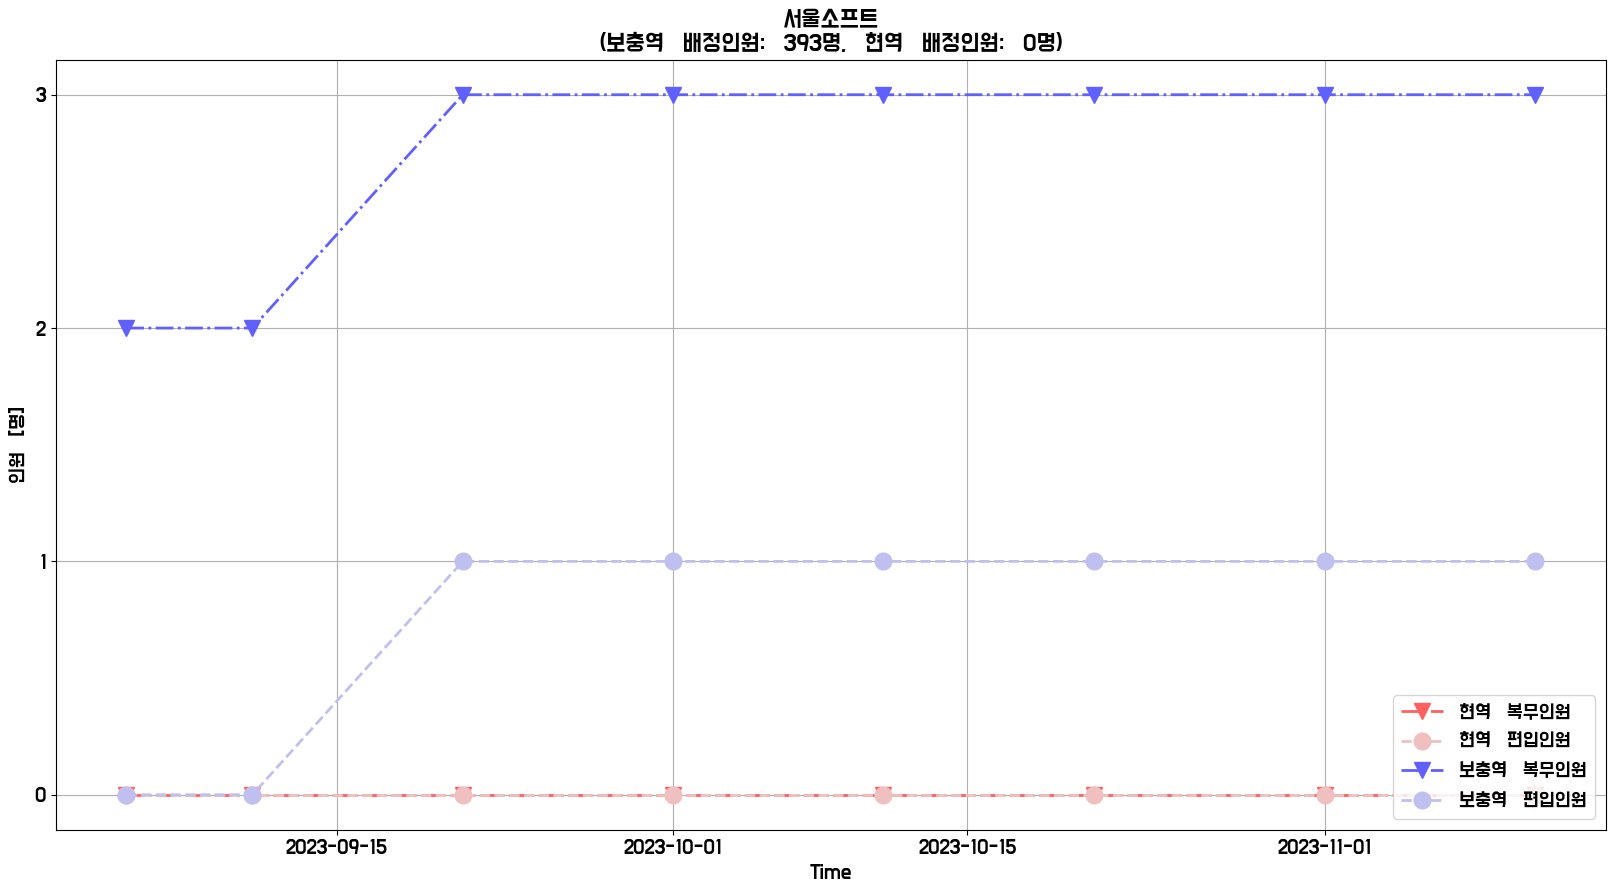 서울소프트
(보충역 배정인원: 393명, 현역 배정인원: 0명)
인원 [명]
3
2
1
0
2023-09-15
2023-10-01
2023-10-15
2023-11-01
Time
현역 복무인원
현역 편입인원
보충역 복무인원
보충역 편입인원